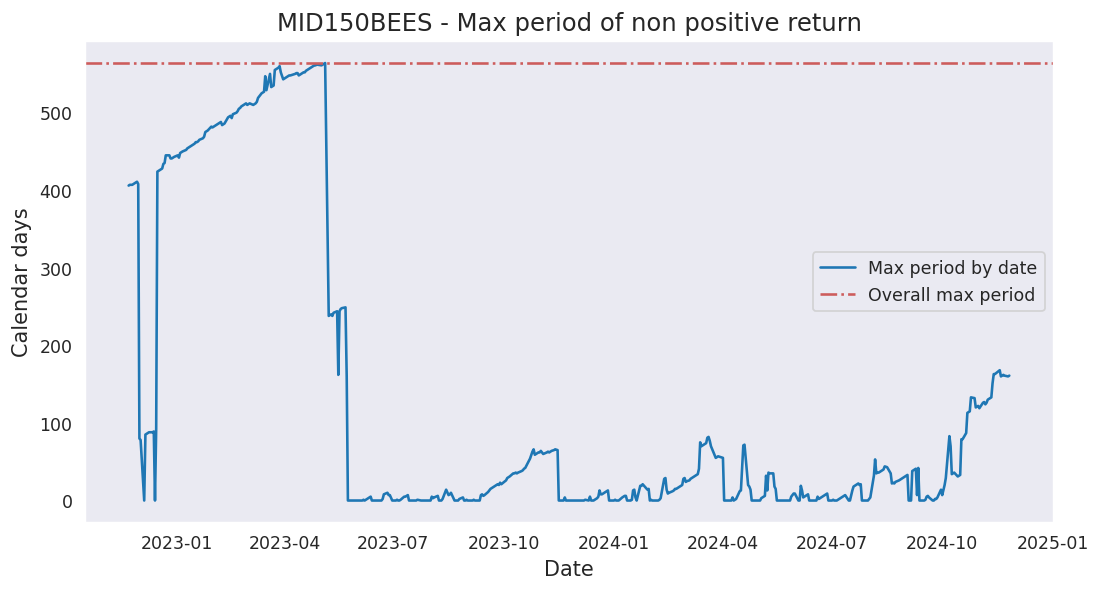 MID150BEES - Max period of non positive return
Calendar days
500
400
300
200
100
0
Max period by date
Overall max period
2023-01 2023-04 2023-07 2023-10 2024-01 2024-04 2024-07 2024-10 2025-01
Date